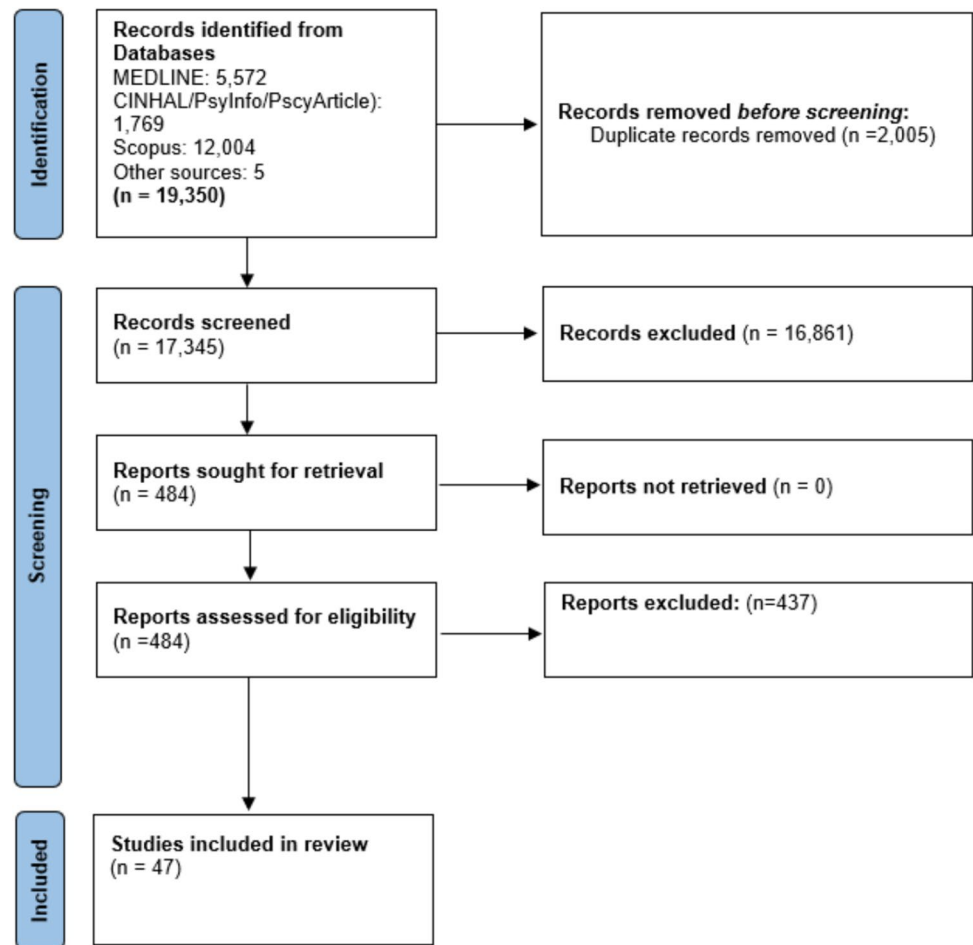 Identification
Records identified from
Databases
MEDLINE: 5,572
CINHAL/PsyInfo/PscyArticle):
1,769
Scopus: 12,004
Other sources: 5
(n = 19,350)
Records removed before screening:
Duplicate records removed (n =2,005)
Screening
Records screened
(n = 17,345)
Records excluded (n = 16,861)
Reports sought for retrieval
(n = 484)
Reports not retrieved (n = 0)
Reports assessed for eligibility
(n =484)
Reports excluded: (n=437)
Included
Studies included in review
(n = 47)